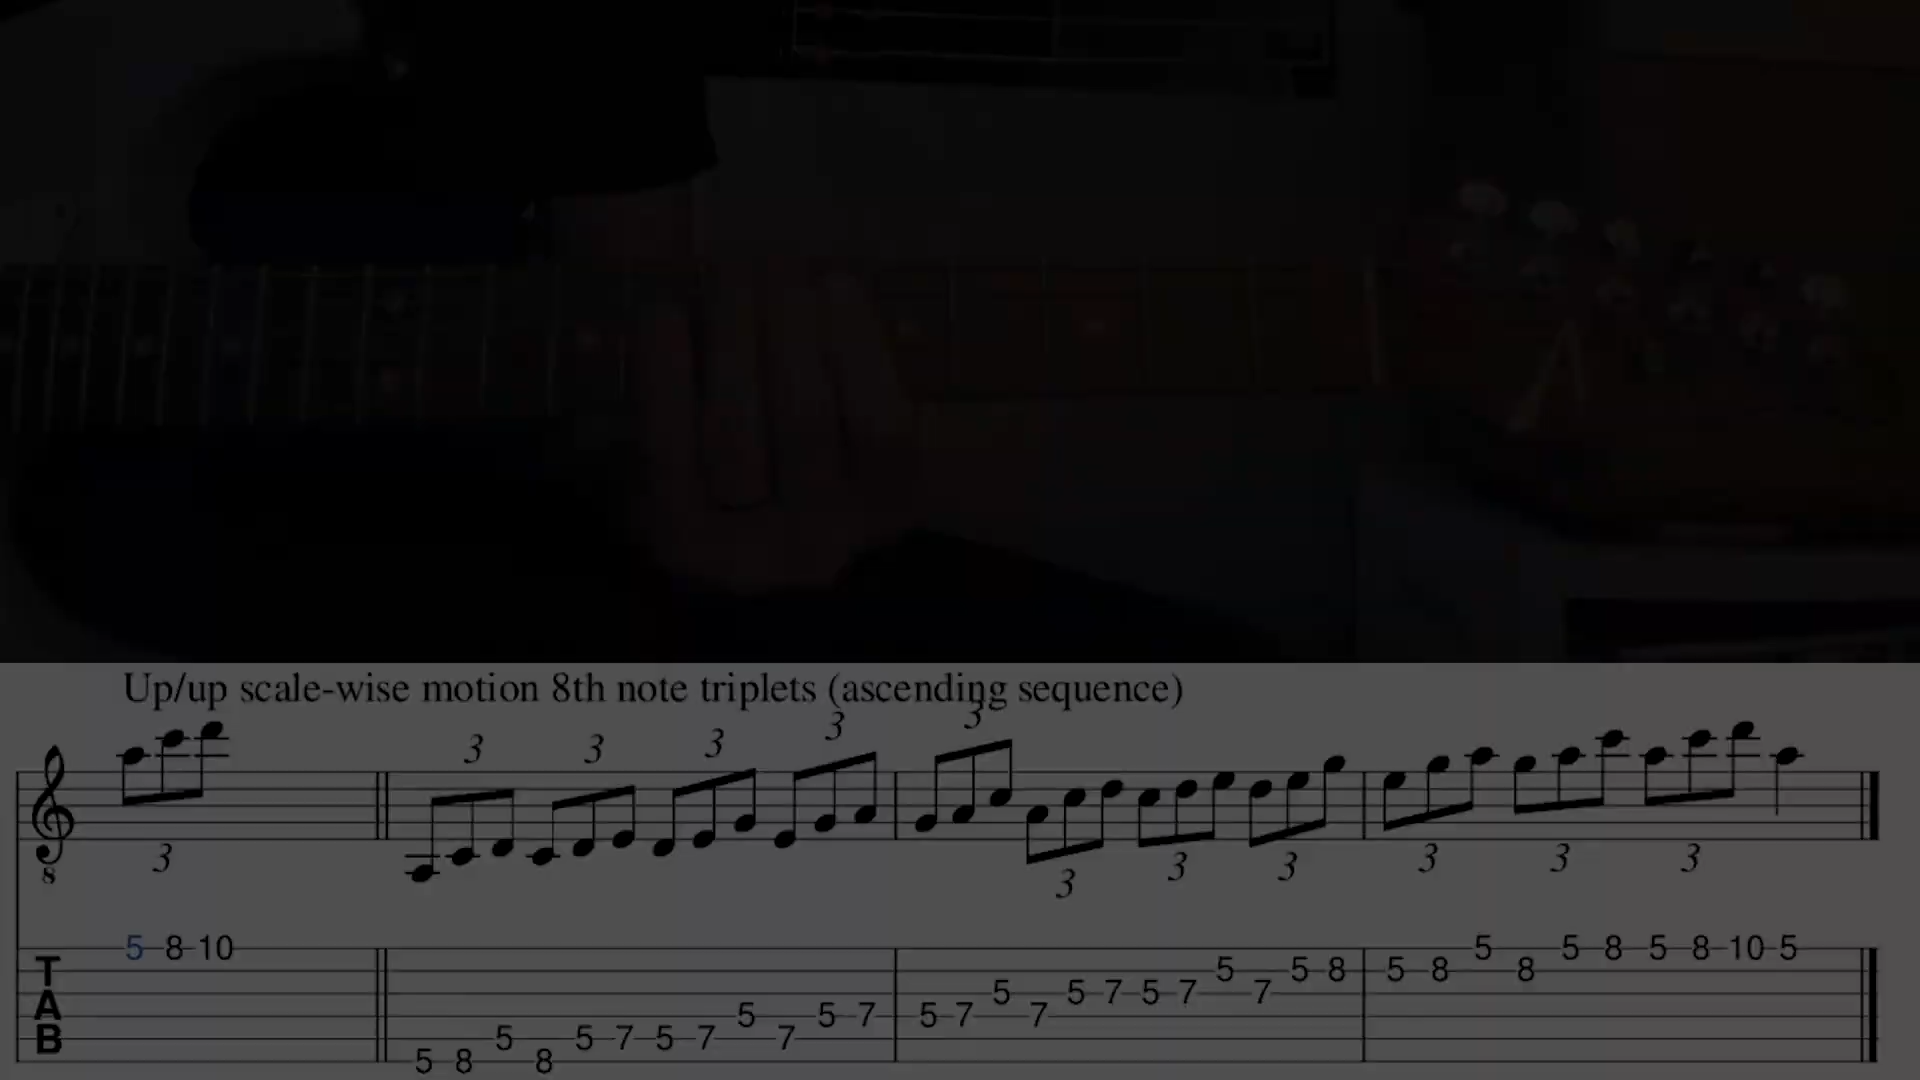 Up/up scale-wise motion 8th note triplets (ascending sequence)
3 3 3 3 3
8
3 3 3 3 3 3 3
T A B
5 8 10 5 5 8 5 8 10 5
5 5 8 5 8 8
5 5 7 5 7 7
5 5 7 5 7 7
5 5 7 5 7 7
5 8 8